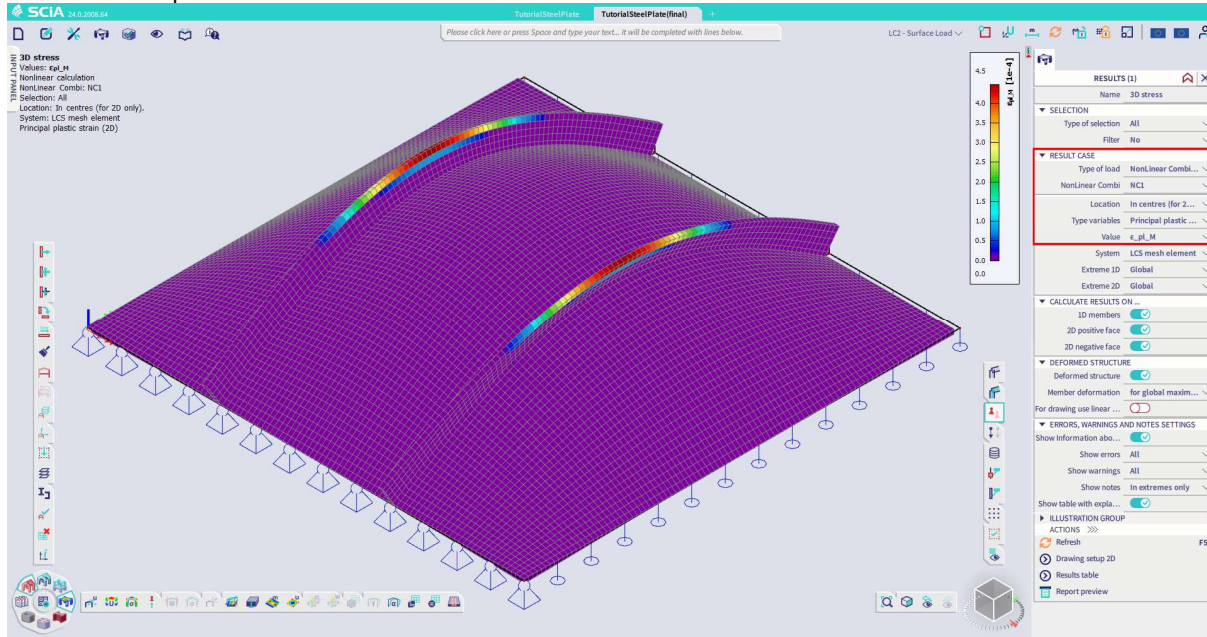 SCiA 24.0.2008.64
TutorialSteelPlate
TutorialSteelPlate(final)
+
Please click here or press Space and type your text... it will be completed with lines below.
LC2 - Surface Load
INPUT PANEL
3D stress
Values: εpl_M
Nonlinear calculation
NonLinear Combi: NC1
Selection: All
Location: In centres (for 2D only).
System: LCS mesh element
Principal plastic strain (2D)
εpl_M [1e-4]
4.5
4.0
3.5
3.0
2.5
2.0
1.5
1.0
0.5
0.0
0.0
RESULTS (1)
Name 3D stress
SELECTION
Type of selection All
Filter No
RESULT CASE
Type of load NonLinear Combi...
NonLinear Combi NC1
Location In centres (for 2...
Type variables Principal plastic ...
Value ε_pl_M
System LCS mesh element
Extreme 1D Global
Extreme 2D Global
CALCULATE RESULTS ON ...
1D members
2D positive face
2D negative face
DEFORMED STRUCTURE
Deformed structure
Member deformation for global maxim...
For drawing use linear ...
ERRORS, WARNINGS AND NOTES SETTINGS
Show Information abo...
Show errors All
Show warnings All
Show notes In extremes only
Show table with expla...
ILLUSTRATION GROUP
ACTIONS >>>
Refresh F5
Drawing setup 2D
Results table
Report preview